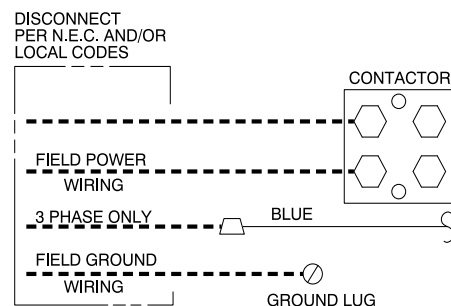 DISCONNECT
PER N.E.C. AND/OR
LOCAL CODES
CONTACTOR
FIELD POWER
WIRING
3 PHASE ONLY
BLUE
FIELD GROUND
WIRING
GROUND LUG